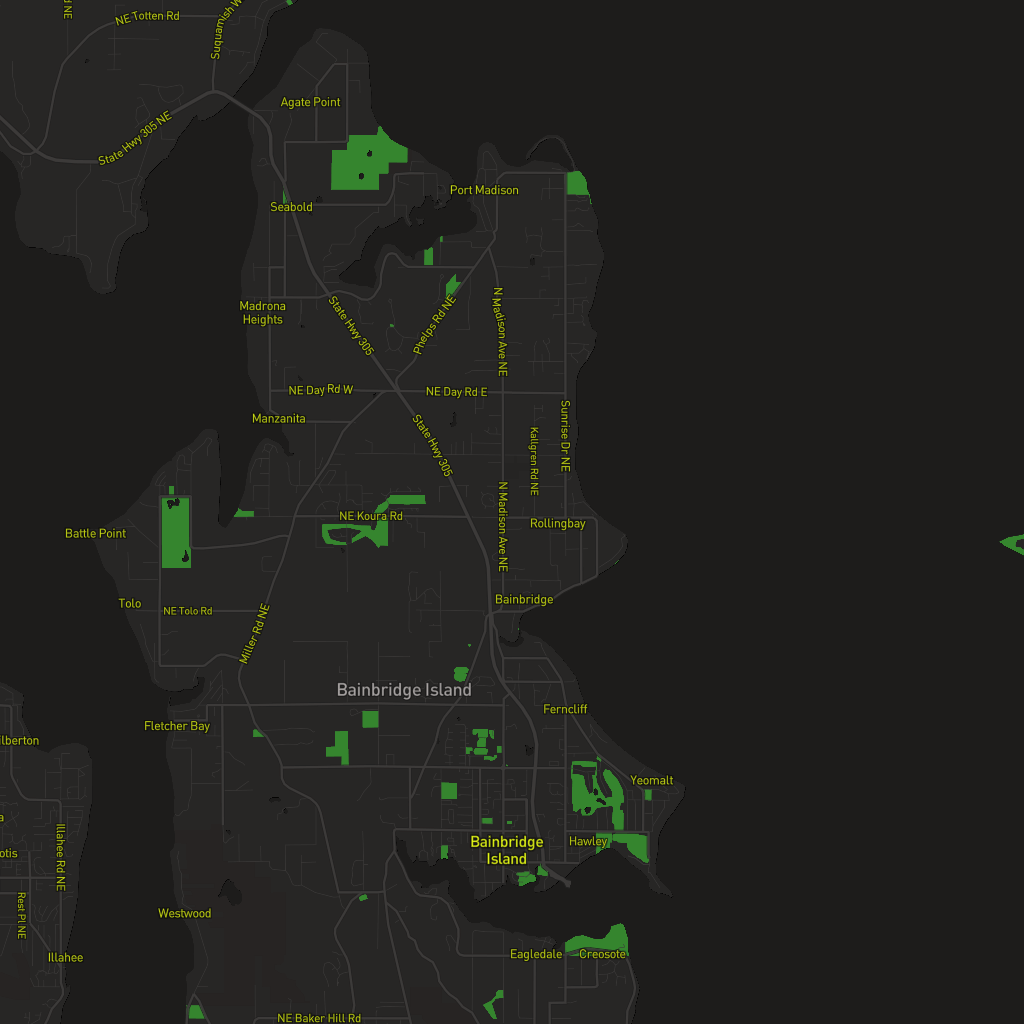 NE Totten Rd
State Hwy 305 NE
Agate Point
Port Madison
Seabold
Madrona
Heights
State Hwy 305
Phelps Rd NE
N Madison Ave NE
NE Day Rd W
NE Day Rd E
Manzanita
State Hwy 305
Sunrise Dr NE
Kallgren Rd NE
N Madison Ave NE
NE Koura Rd
Rollingbay
Battle Point
Tolo
NE Tolo Rd
Bainbridge
Miller Rd NE
Bainbridge Island
Ferncliff
Fletcher Bay
Yeomalt
Illahee Rd NE
Bainbridge
Island
Hawley
Rest Pl NE
Westwood
Illahee
Eagledale
Creosote
NE Baker Hill Rd